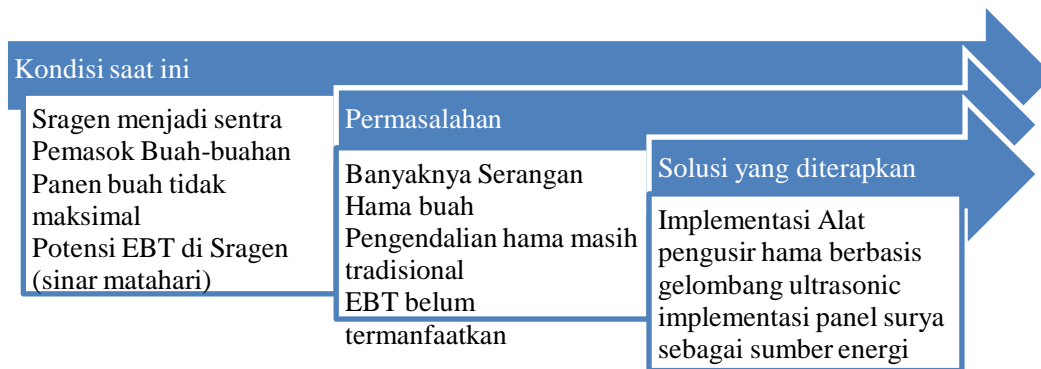 Kondisi saat ini
Sragen menjadi sentra
Pemasok Buah-buahan
Panen buah tidak
maksimal
Potensi EBT di Sragen
(sinar matahari)
Permasalahan
Banyaknya Serangan
Hama buah
Pengendalian hama masih
tradisional
EBT belum
termanfaatkan
Solusi yang diterapkan
Implementasi Alat
pengusir hama berbasis
gelombang ultrasonic
implementasi panel surya
sebagai sumber energi